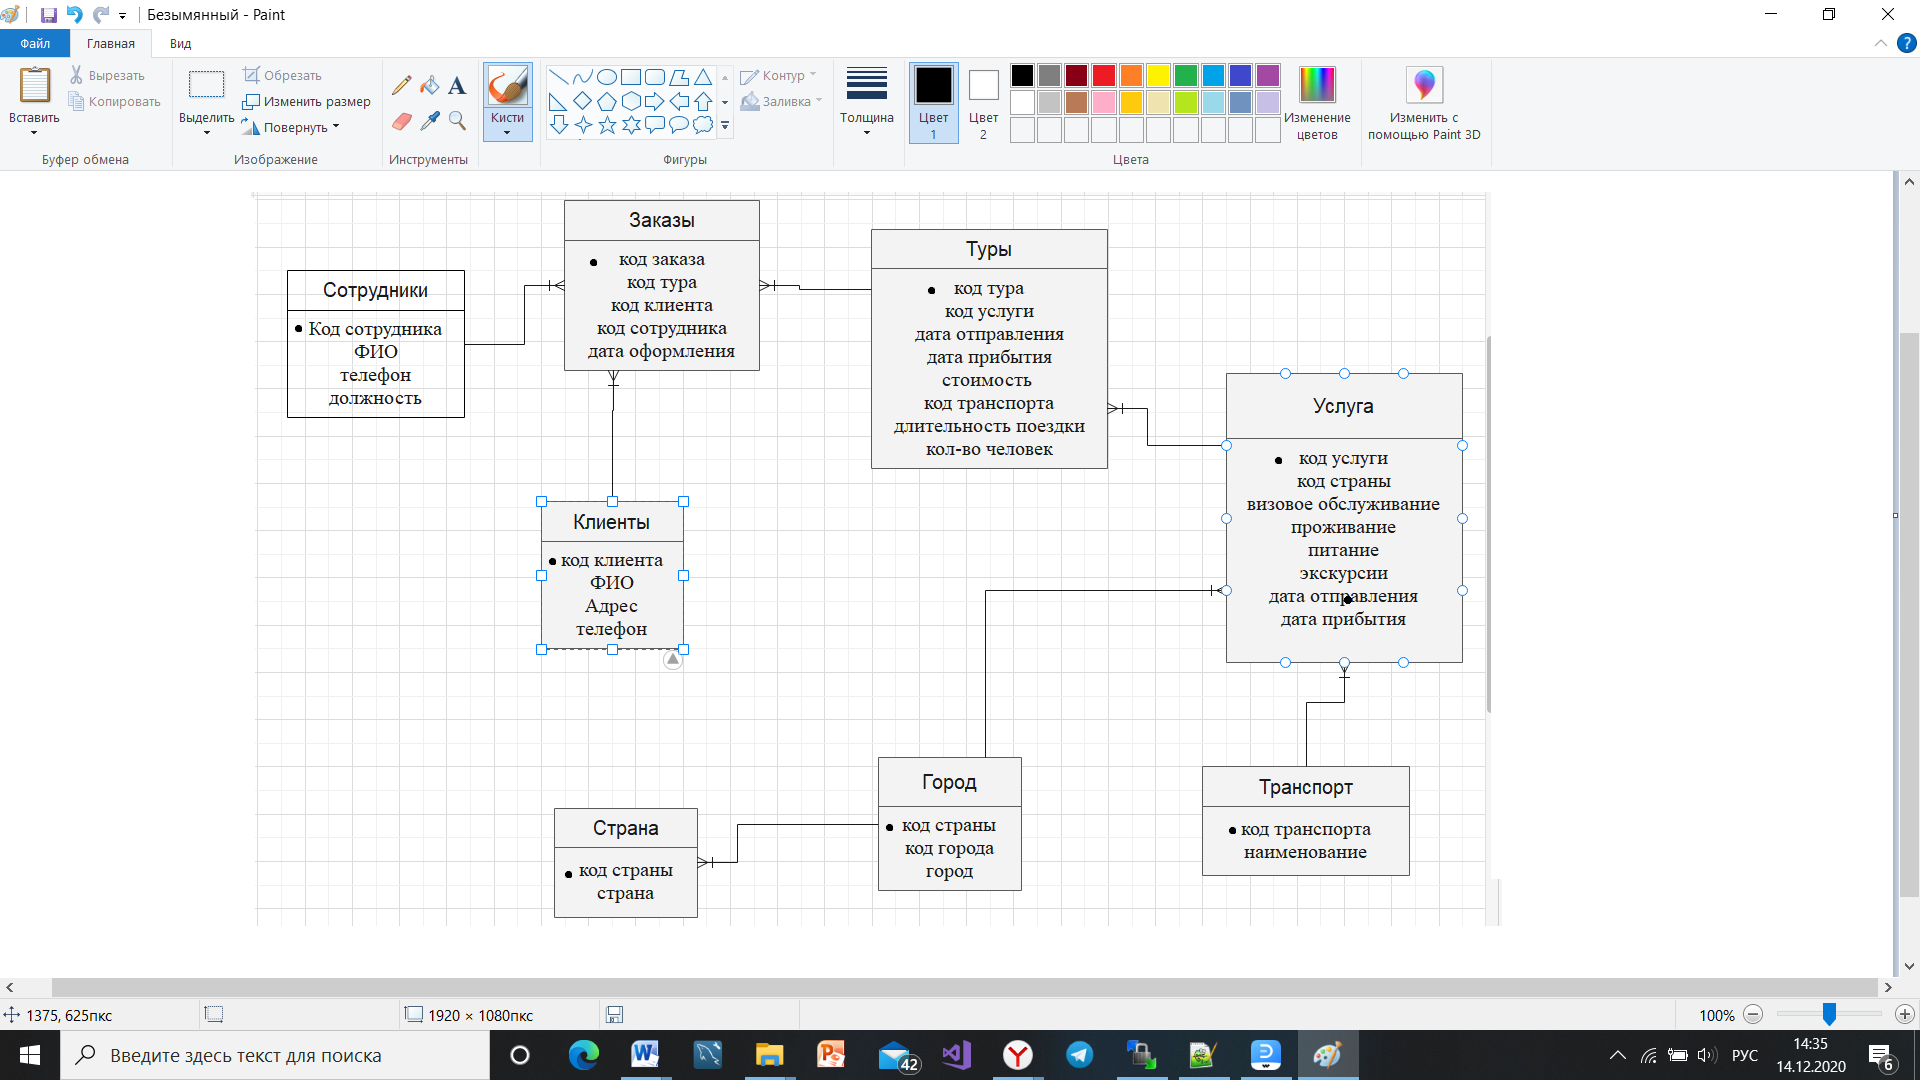 Безымянный - Paint
Файл
Главная
Вид
Вставить
Вырезать
Копировать
Буфер обмена
Выделить
Обрезать
Изменить размер
Повернуть
Изображение
A
Инструменты
Кисти
Контур
Заливка
Фигуры
Толщина
Цвет
1
Цвет
2
Изменение
цветов
Цвета
Изменить с
помощью Paint 3D
Заказы
код заказа
код тура
код клиента
код сотрудника
дата оформления
Туры
код тура
код услуги
дата отправления
дата прибытия
стоимость
код транспорта
длительность поездки
кол-во человек
Сотрудники
Код сотрудника
ФИО
телефон
должность
Услуга
код услуги
код страны
визовое обслуживание
проживание
питание
экскурсии
дата отправления
дата прибытия
Клиенты
код клиента
ФИО
Адрес
телефон
Город
код страны
код города
город
Транспорт
код транспорта
наименование
Страна
код страны
страна
1375, 625пкс
1920 × 1080пкс
100%
Введите здесь текст для поиска
42
РУС
14:35
14.12.2020
6